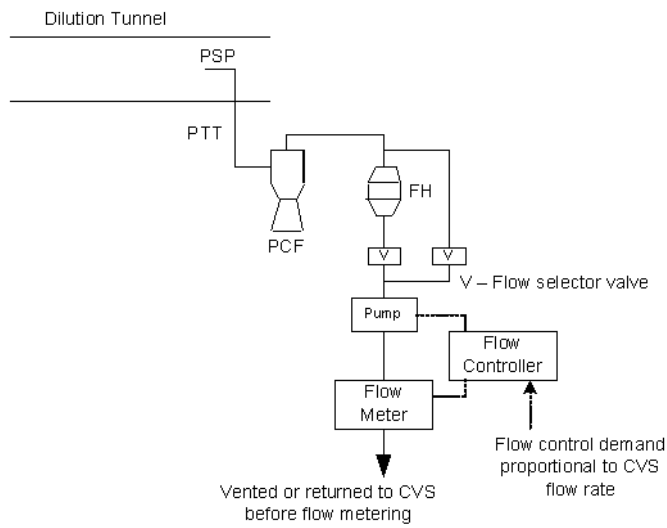 Dilution Tunnel
PSP
PTT
PCF
FH
V
V
V – Flow selector valve
Pump
Flow
Controller
Flow
Meter
Flow control demand
proportional to CVS
flow rate
Vented or returned to CVS
before flow metering